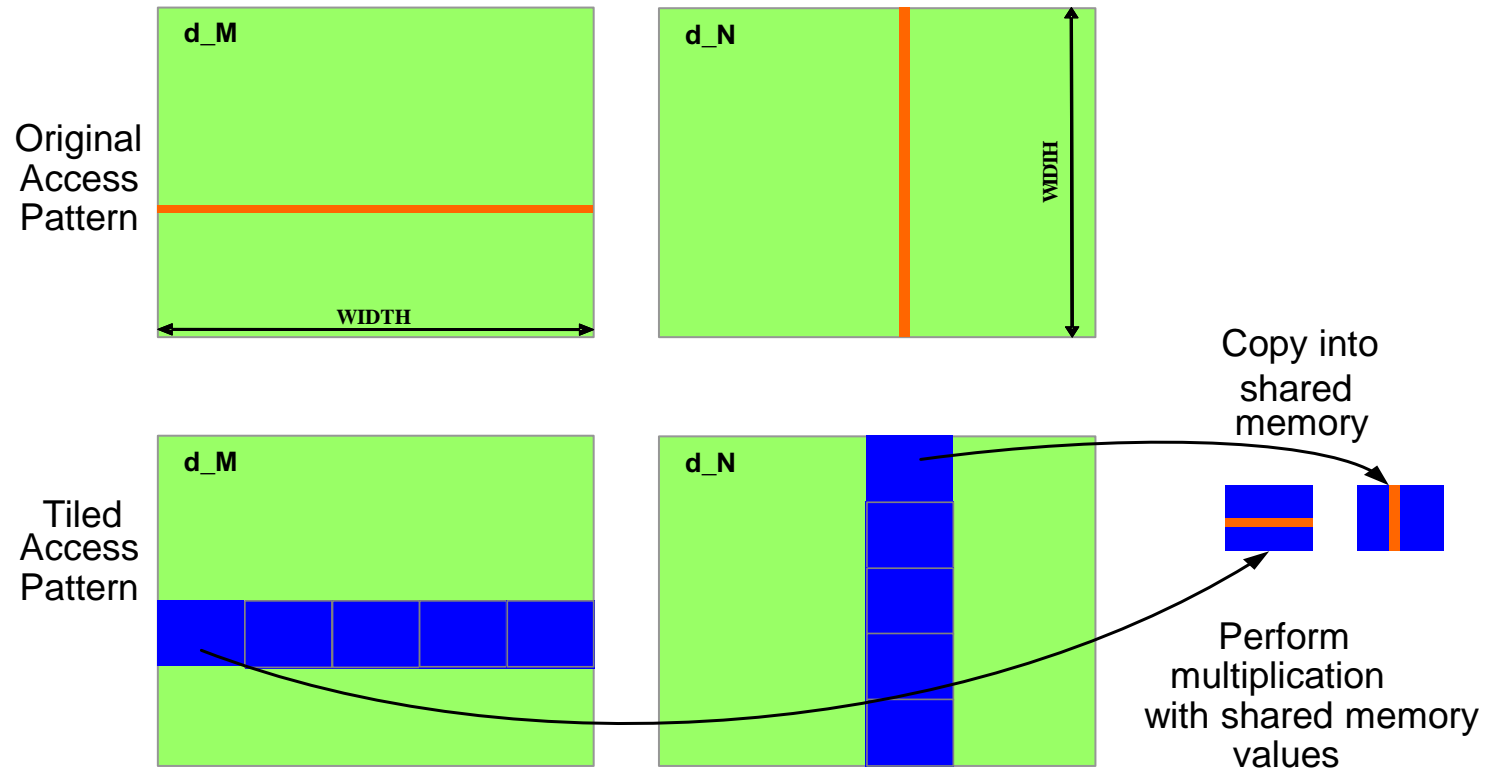 d_M
d_N
Original
Access
Pattern
WIDTH
WIDTH
Copy into
shared
memory
d_M
d_N
Tiled
Access
Pattern
Perform
multiplication
with shared memory
values